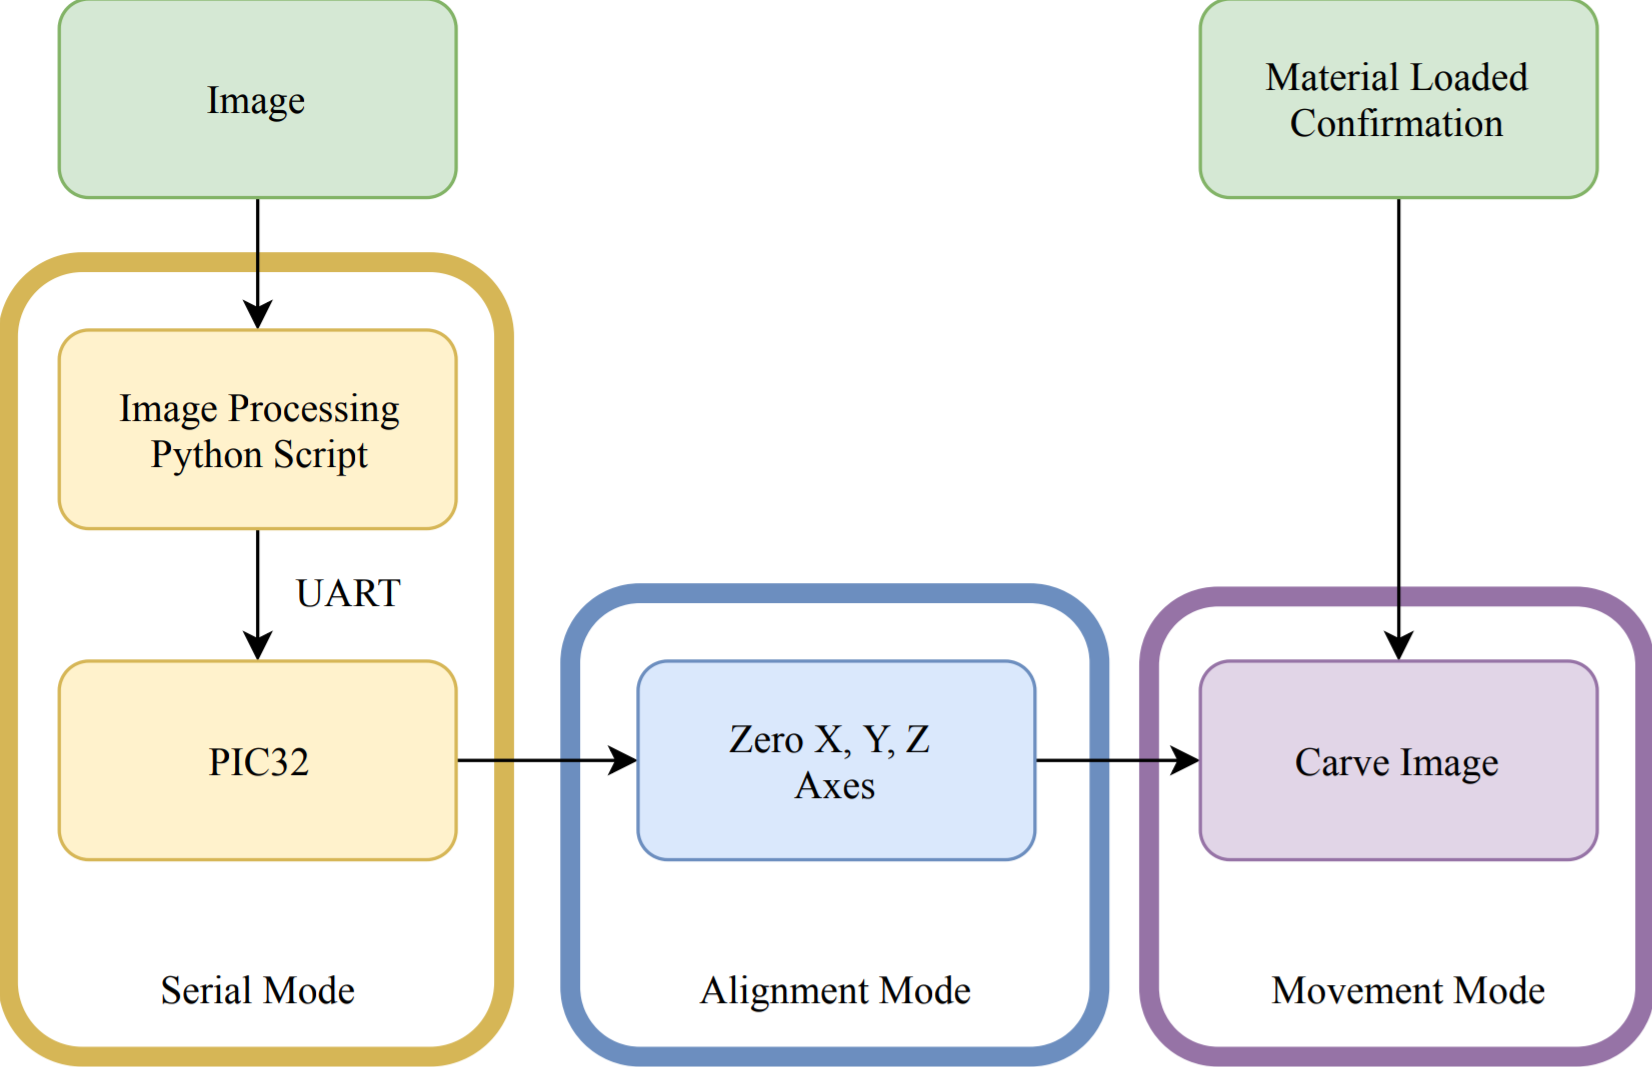 Image
Material Loaded
Confirmation
Image Processing
Python Script
UART
PIC32
Zero X, Y, Z
Axes
Carve Image
Serial Mode
Alignment Mode
Movement Mode